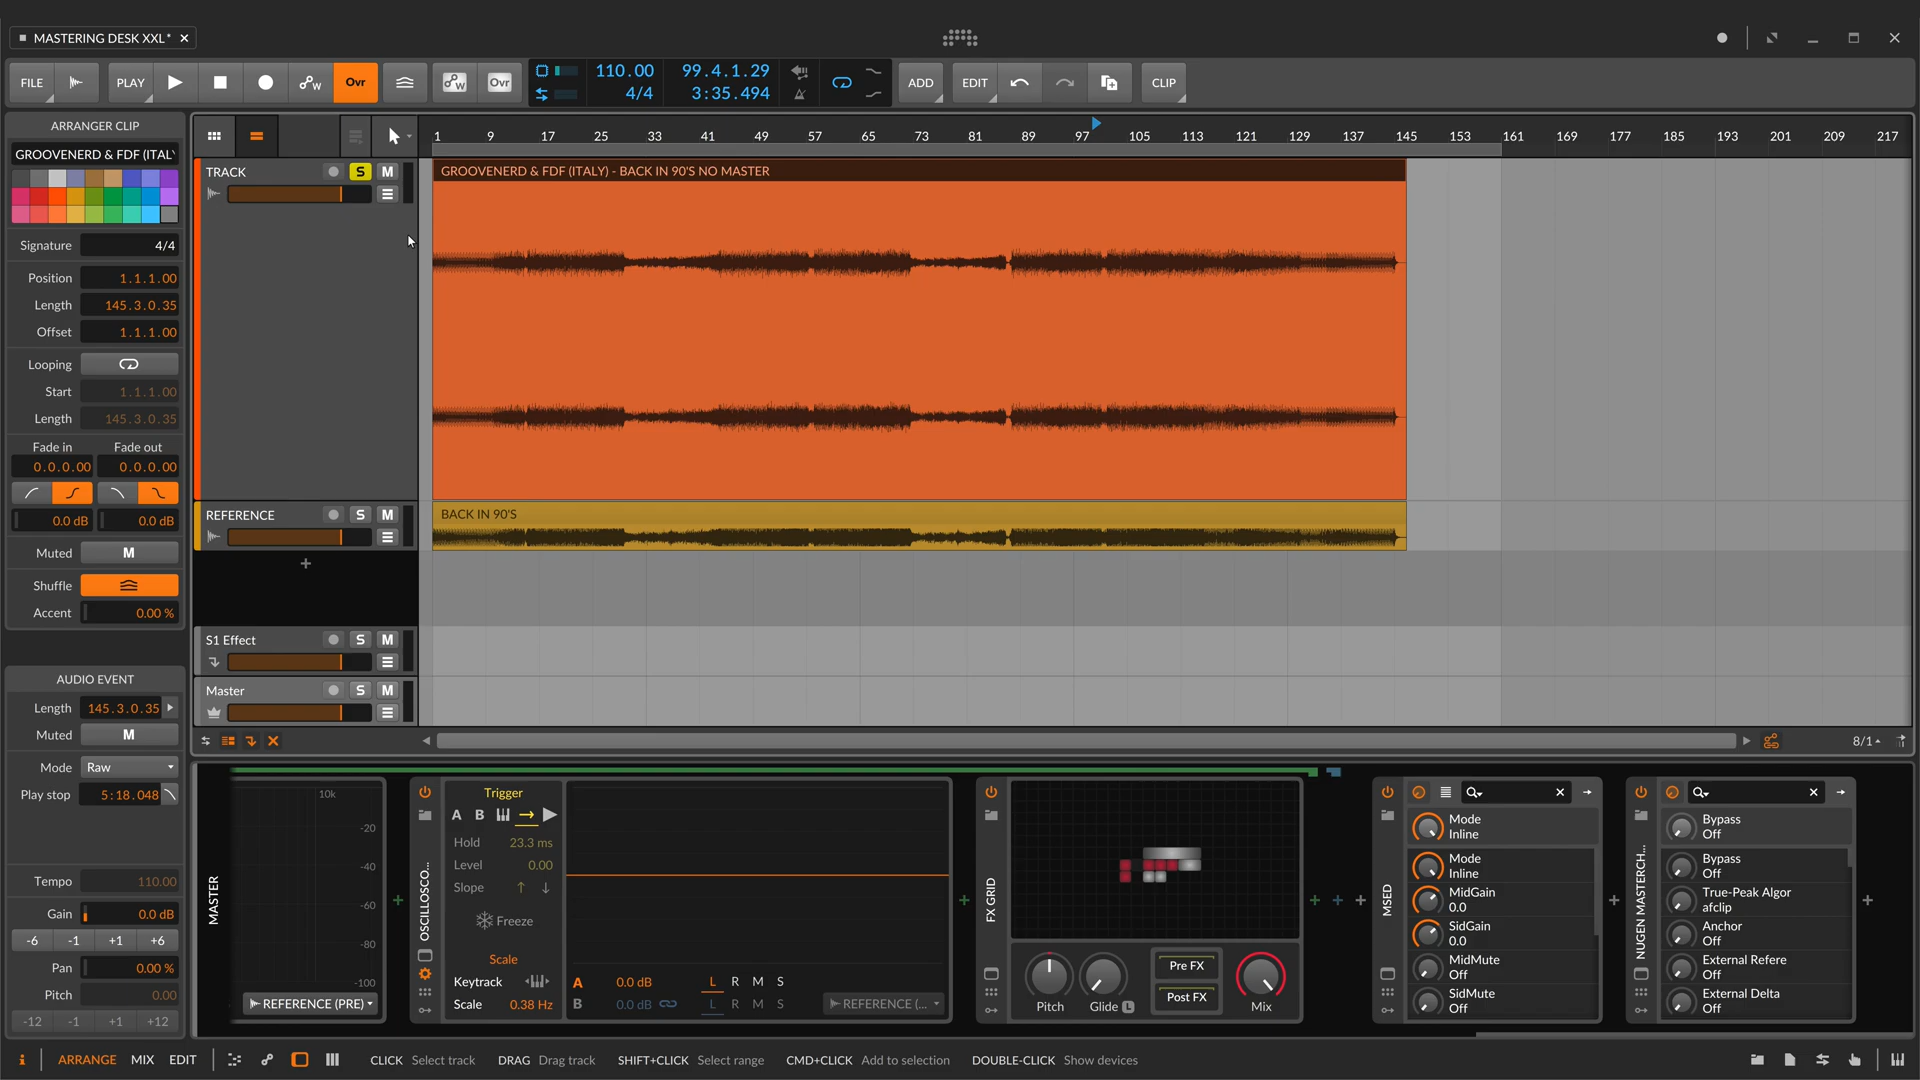 MASTERING DESK XXL*
FILE PLAY Ovr Ovr 110.00 4/4 99.4.1.29 3:35.494 ADD EDIT CLIP
ARRANGER CLIP
GROOVENERD & FDF (ITAL
Signature 4/4
Position 1.1.1.00
Length 145.3.0.35
Offset 1.1.1.00
Looping
Start 1.1.1.00
Length 145.3.0.35
Fade in Fade out
0.0.0.00 0.0.0.00
0.0 dB 0.0 dB
Muted M
Shuffle
Accent 0.00 %
AUDIO EVENT
Length 145.3.0.35
Muted M
Mode Raw
Play stop 5:18.048
Tempo 110.00
Gain 0.0 dB
-6 -1 +1 +6
Pan 0.00 %
Pitch 0.00
-12 -1 +1 +12
1 9 17 25 33 41 49 57 65 73 81 89 97 105 113 121 129 137 145 153 161 169 177 185 193 201 209 217
TRACK S M
GROOVENERD & FDF (ITALY) - BACK IN 90'S NO MASTER
REFERENCE S M
BACK IN 90'S
S1 Effect S M
Master S M
8/1
MASTER
10k
-20
-40
-60
-80
-100
REFERENCE (PRE)
OSCILLOSCO...
Trigger
A B
Hold 23.3 ms
Level 0.00
Slope
Freeze
Scale
Keytrack
Scale 0.38 Hz
A 0.0 dB L R M S
B 0.0 dB L R M S
REFERENCE (...
FX GRID
Pitch Glide L
Pre FX
Post FX
Mix
MSED
Mode
Inline
Mode
Inline
MidGain
0.0
SidGain
0.0
MidMute
Off
SidMute
Off
NUGEN MASTERCH...
Bypass
Off
Bypass
Off
True-Peak Algor
afclip
Anchor
Off
External Refere
Off
External Delta
Off
ARRANGE MIX EDIT
CLICK Select track DRAG Drag track SHIFT+CLICK Select range CMD+CLICK Add to selection DOUBLE-CLICK Show devices